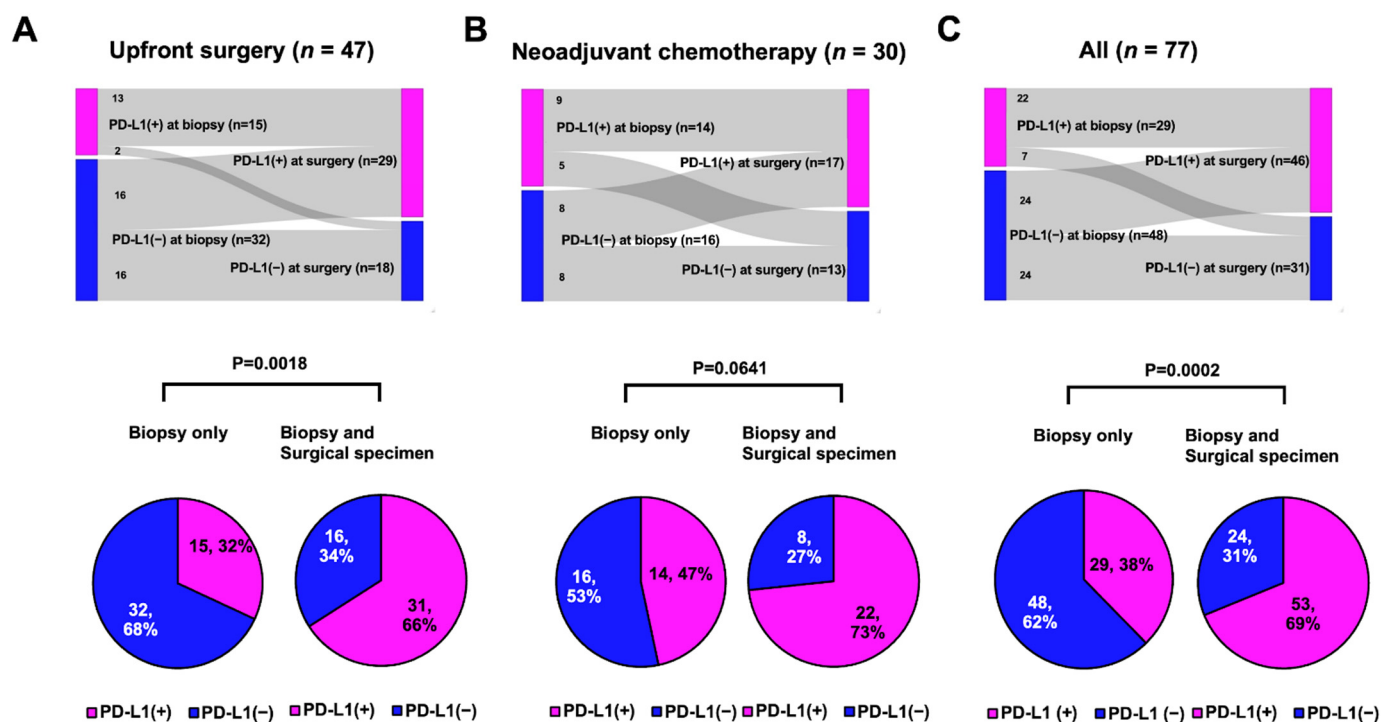 A
Upfront surgery (n = 47)
13
PD-L1(+) at biopsy (n=15)
2
PD-L1(+) at surgery (n=29)
16
PD-L1(−) at biopsy (n=32)
PD-L1(−) at surgery (n=18)
16
P=0.0018
Biopsy only
Biopsy and
Surgical specimen
15, 32%
32,
68%
16,
34%
31,
66%
PD-L1(+) PD-L1(−) PD-L1(+) PD-L1(−)
B
Neoadjuvant chemotherapy (n = 30)
9
PD-L1(+) at biopsy (n=14)
5
PD-L1(+) at surgery (n=17)
8
PD-L1(−) at biopsy (n=16)
PD-L1(−) at surgery (n=13)
8
P=0.0641
Biopsy only
Biopsy and
Surgical specimen
14, 47%
16,
53%
8,
27%
22,
73%
PD-L1(+) PD-L1(−) PD-L1(+) PD-L1(−)
C
All (n = 77)
22
PD-L1(+) at biopsy (n=29)
7
PD-L1(+) at surgery (n=46)
24
PD-L1(−) at biopsy (n=48)
PD-L1(−) at surgery (n=31)
24
P=0.0002
Biopsy only
Biopsy and
Surgical specimen
29, 38%
48,
62%
24,
31%
53,
69%
PD-L1 (+) PD-L1 (−) PD-L1(+) PD-L1(−)